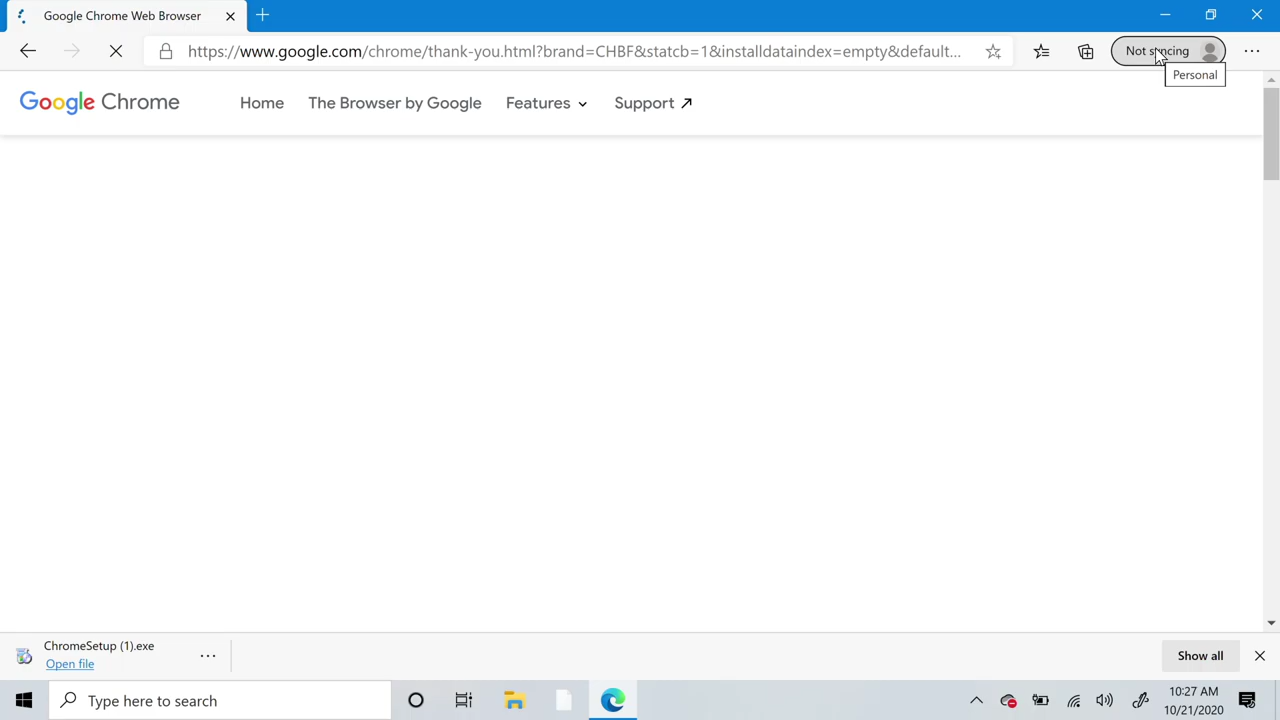 Google Chrome Web Browser
https://www.google.com/chrome/thank-you.html?brand=CHBF&statcb=1&installdataindex=empty&default...
Not syncing
Personal
Google Chrome
Home
The Browser by Google
Features
Support
ChromeSetup (1).exe
Open file
Show all
Type here to search
10:27 AM
10/21/2020